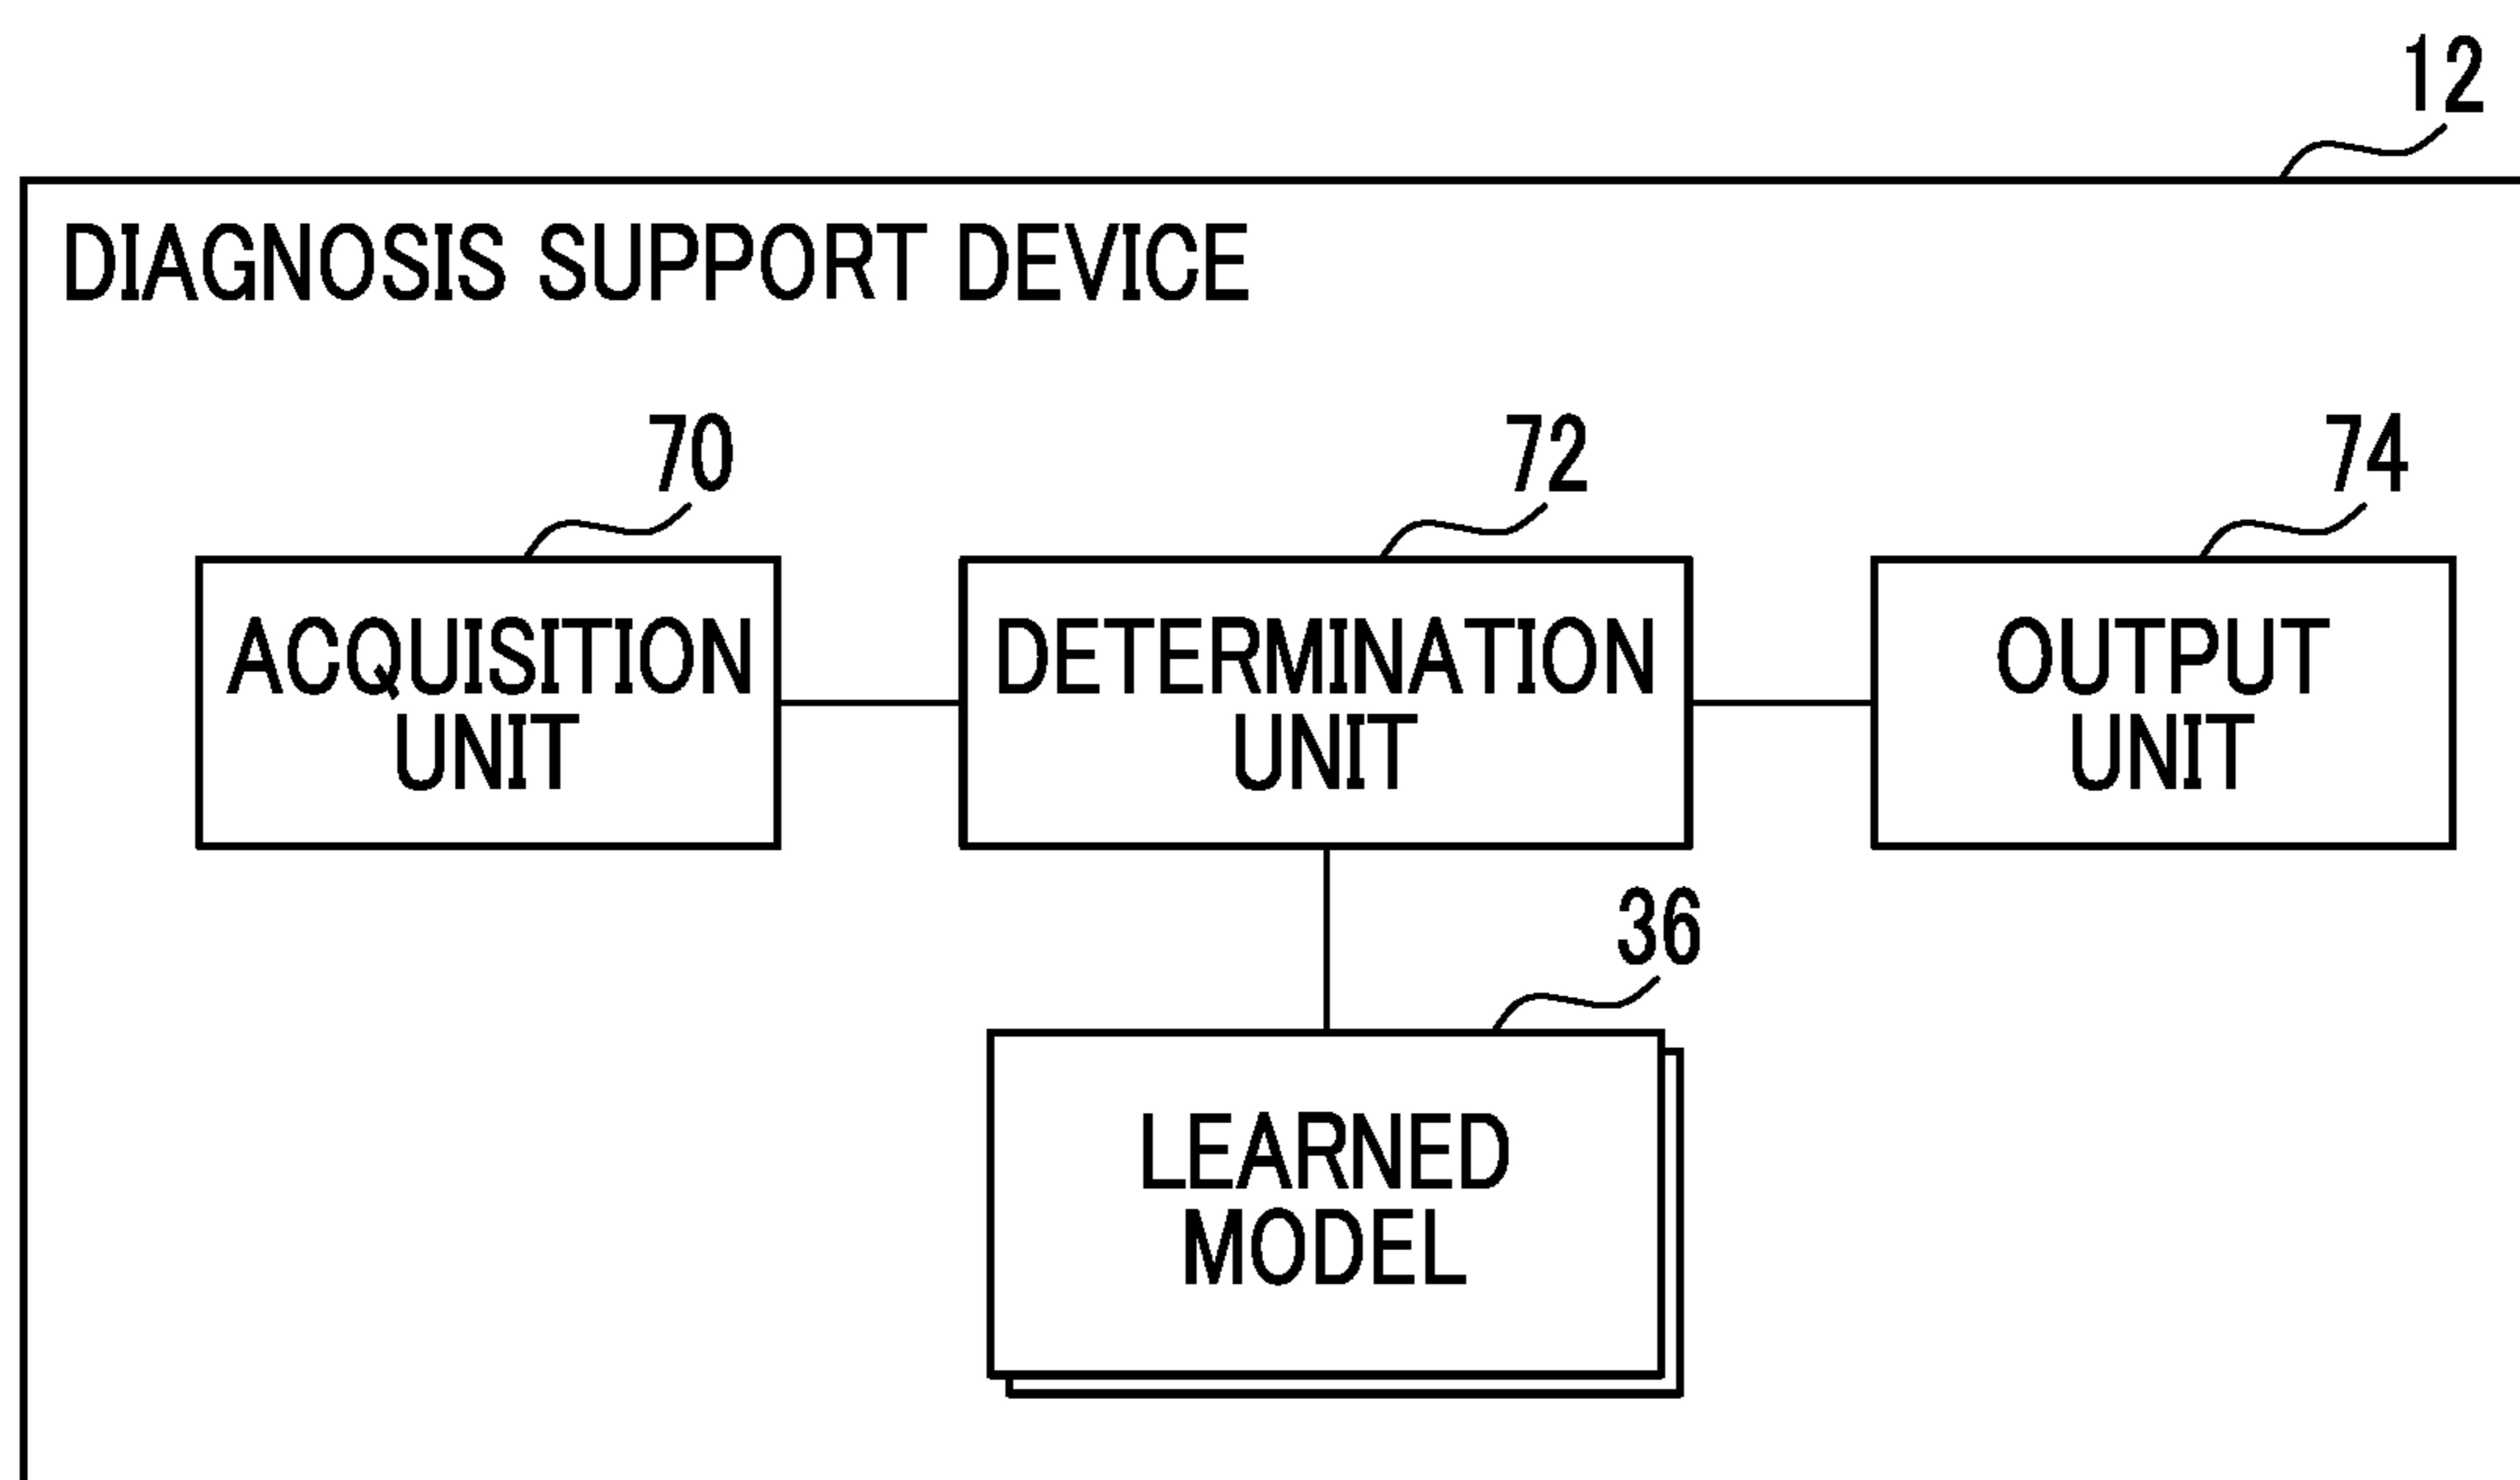 12
DIAGNOSIS SUPPORT DEVICE
70
72
74
ACQUISITION
UNIT
DETERMINATION
UNIT
OUTPUT
UNIT
36
LEARNED
MODEL